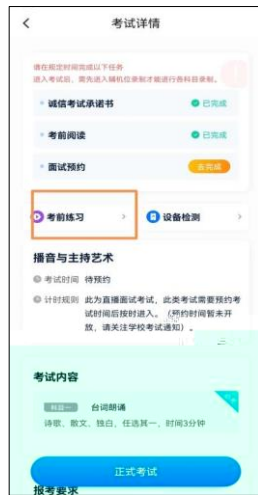 考试详情
请在规定时间完成以下任务
进入考试后，需先进入辅机位录制才能进行各科目录制。
诚信考试承诺书
已完成
考前阅读
已完成
面试预约
去完成
考前练习
设备检测
播音与主持艺术
考试时间 待预约
计时规则 此为直播面试考试，此类考试需要预约考
试时间后按时进入。（预约时间暂未开
放，请关注学校考试通知）。
考试内容
科目一 台词朗诵
诗歌、散文、独白，任选其一，时间3分钟
正式考试
报考要求